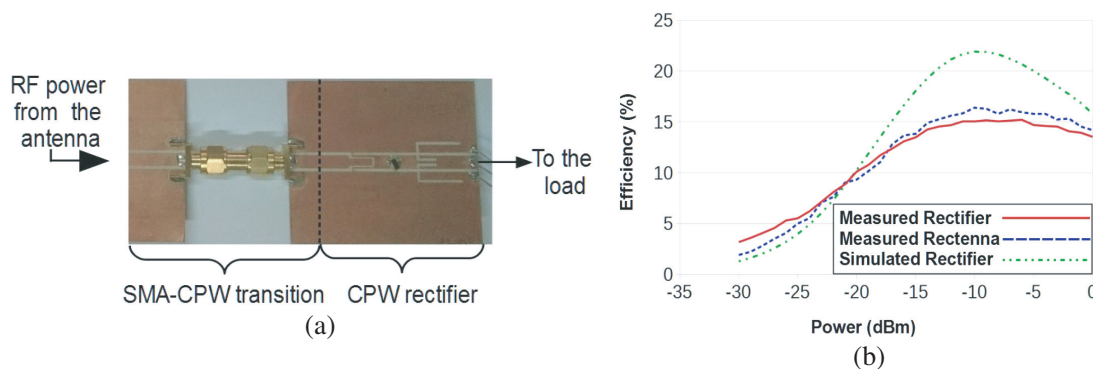 RF power
from the
antenna
To the
load
SMA-CPW transition
CPW rectifier
(a)
Efficiency (%)
25
20
15
10
5
0
Measured Rectifier
Measured Rectenna
Simulated Rectifier
-35
-30
-25
-20
-15
-10
-5
0
Power (dBm)
(b)